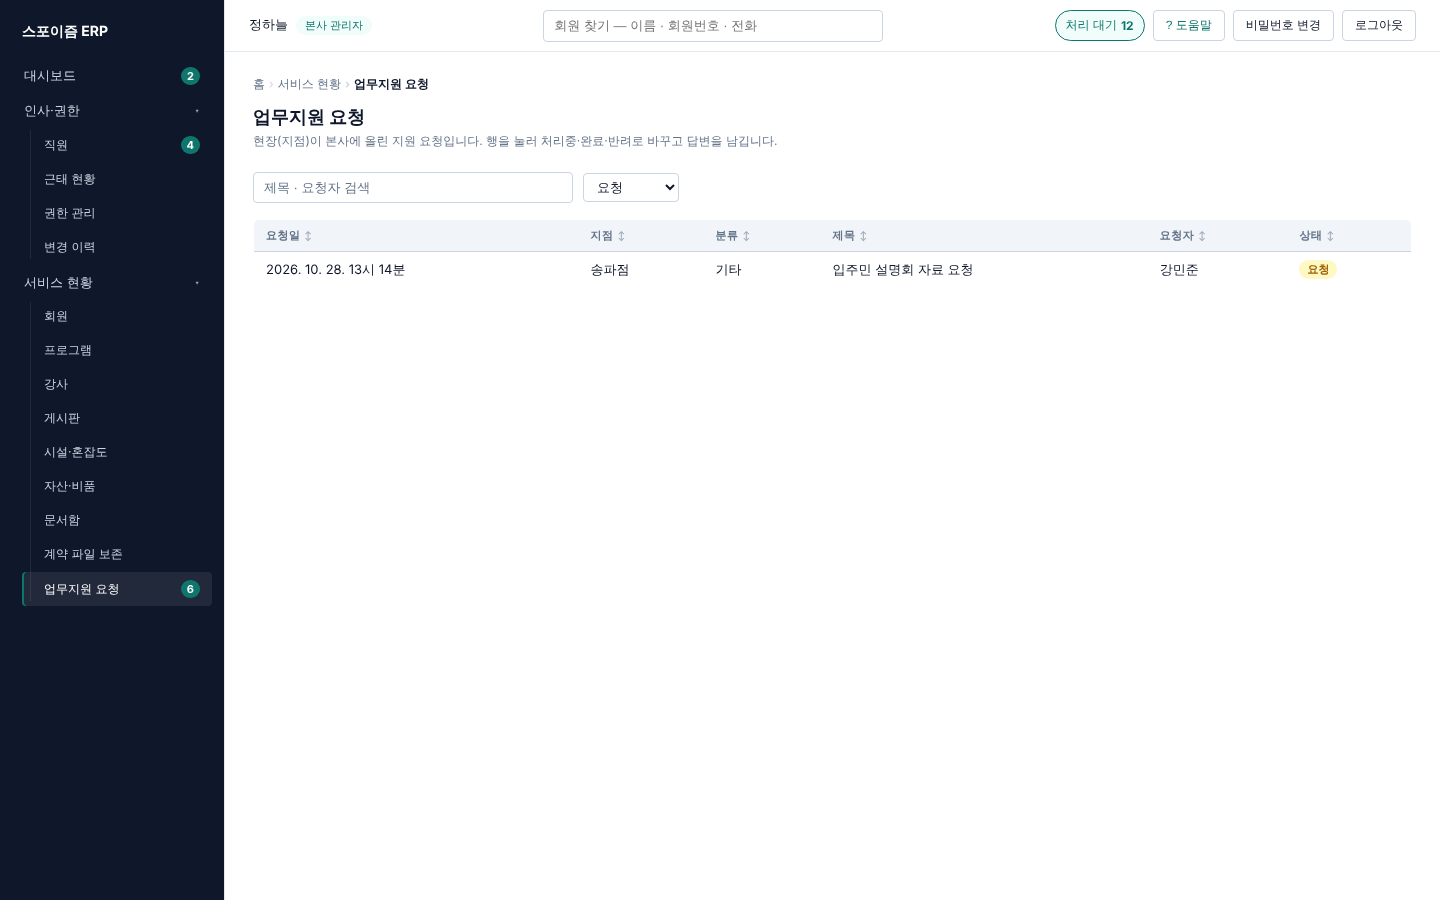 스포이즘 ERP
정하늘 본사 관리자 회원 찾기 — 이름 · 회원번호 · 전화 처리 대기 12 ? 도움말 비밀번호 변경 로그아웃
대시보드 2
인사·권한
직원 4
근태 현황
권한 관리
변경 이력
서비스 현황
회원
프로그램
강사
게시판
시설·혼잡도
자산·비품
문서함
계약 파일 보존
업무지원 요청 6
홈 › 서비스 현황 › 업무지원 요청
업무지원 요청
현장(지점)이 본사에 올린 지원 요청입니다. 행을 눌러 처리중·완료·반려로 바꾸고 답변을 남깁니다.
제목 · 요청자 검색 요청
요청일 ↕ 지점 ↕ 분류 ↕ 제목 ↕ 요청자 ↕ 상태 ↕
2026. 10. 28. 13시 14분 송파점 기타 입주민 설명회 자료 요청 강민준 요청